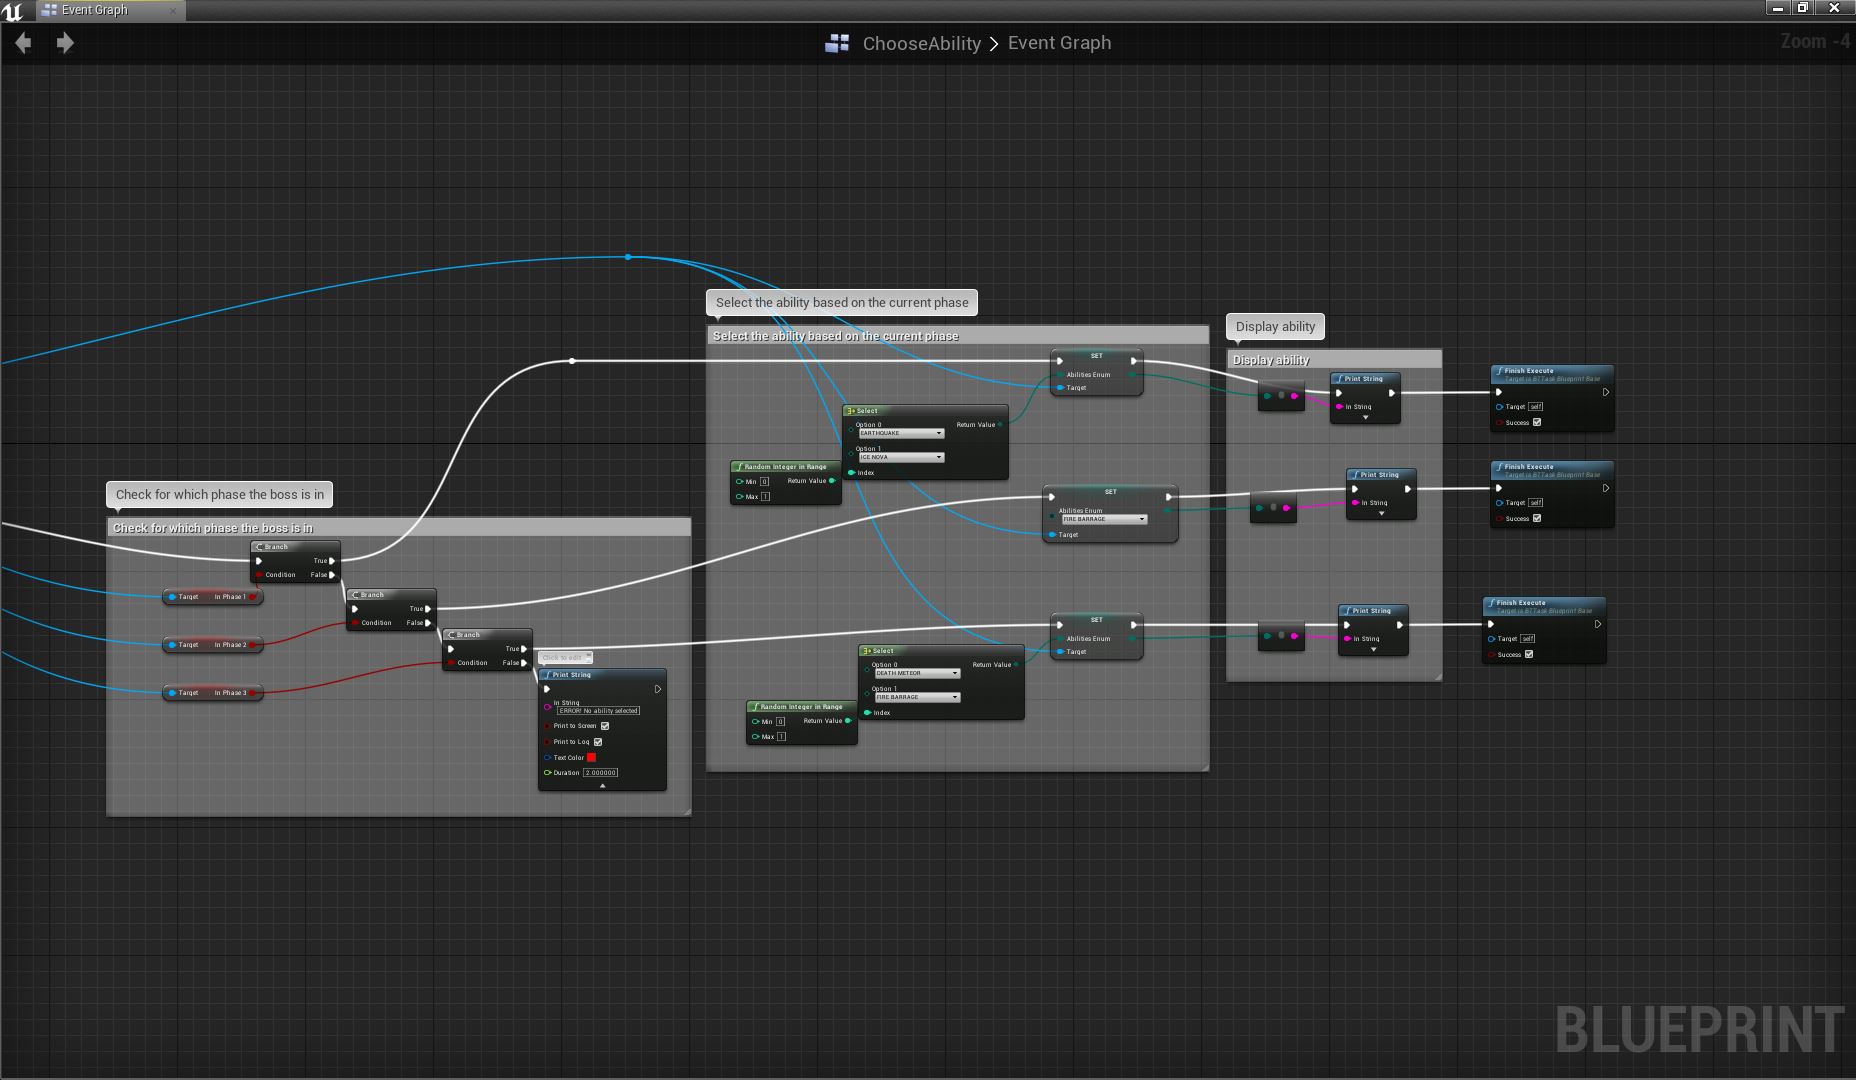 Event Graph
ChooseAbility > Event Graph
Zoom -4
Select the ability based on the current phase
Select the ability based on the current phase
SET
Abilities Enum
Target
Select
Option 0
EARTHQUAKE
Return Value
Option 1
ICE NOVA
Index
Random Integer in Range
Min 0
Return Value
Max 1
SET
Abilities Enum
FIRE BARRAGE
Target
SET
Abilities Enum
Target
Select
Option 0
DEATH METEOR
Return Value
Option 1
FIRE BARRAGE
Index
Random Integer in Range
Min 0
Return Value
Max 1
Display ability
Display ability
Print String
In String
Print String
In String
Print String
In String
Finish Execute
Target is BTTask Blueprint Base
Target self
Success
Finish Execute
Target is BTTask Blueprint Base
Target self
Success
Finish Execute
Target is BTTask Blueprint Base
Target self
Success
Check for which phase the boss is in
Check for which phase the boss is in
Branch
True
Condition False
Target In Phase 1
Branch
True
Condition False
Target In Phase 2
Branch
True
Condition False
Target In Phase 3
Click to edit
Print String
In String
ERROR! No ability selected
Print to Screen
Print to Log
Text Color
Duration 2.000000
BLUEPRINT